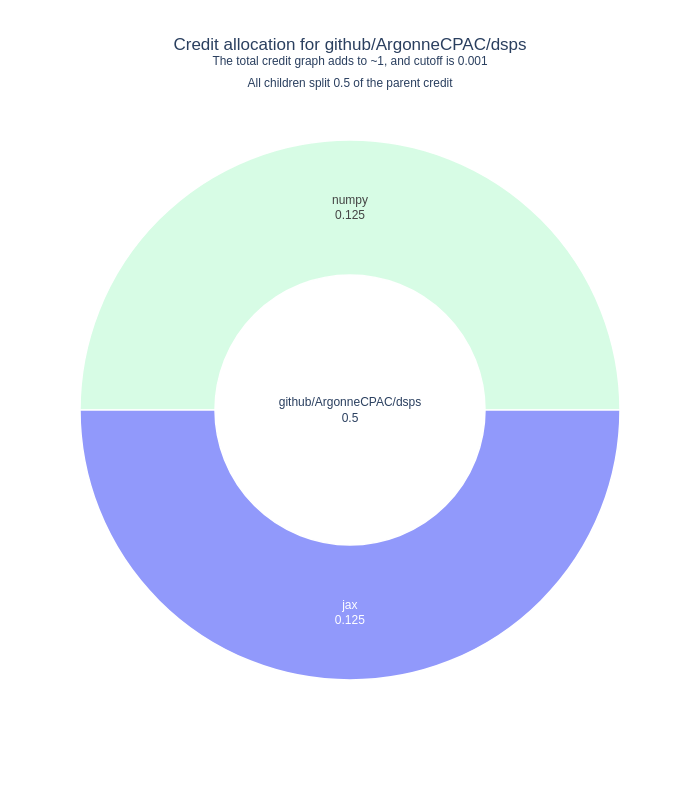 Credit allocation for github/ArgonneCPAC/dsps
The total credit graph adds to ~1, and cutoff is 0.001
All children split 0.5 of the parent credit
numpy
0.125
github/ArgonneCPAC/dsps
0.5
jax
0.125